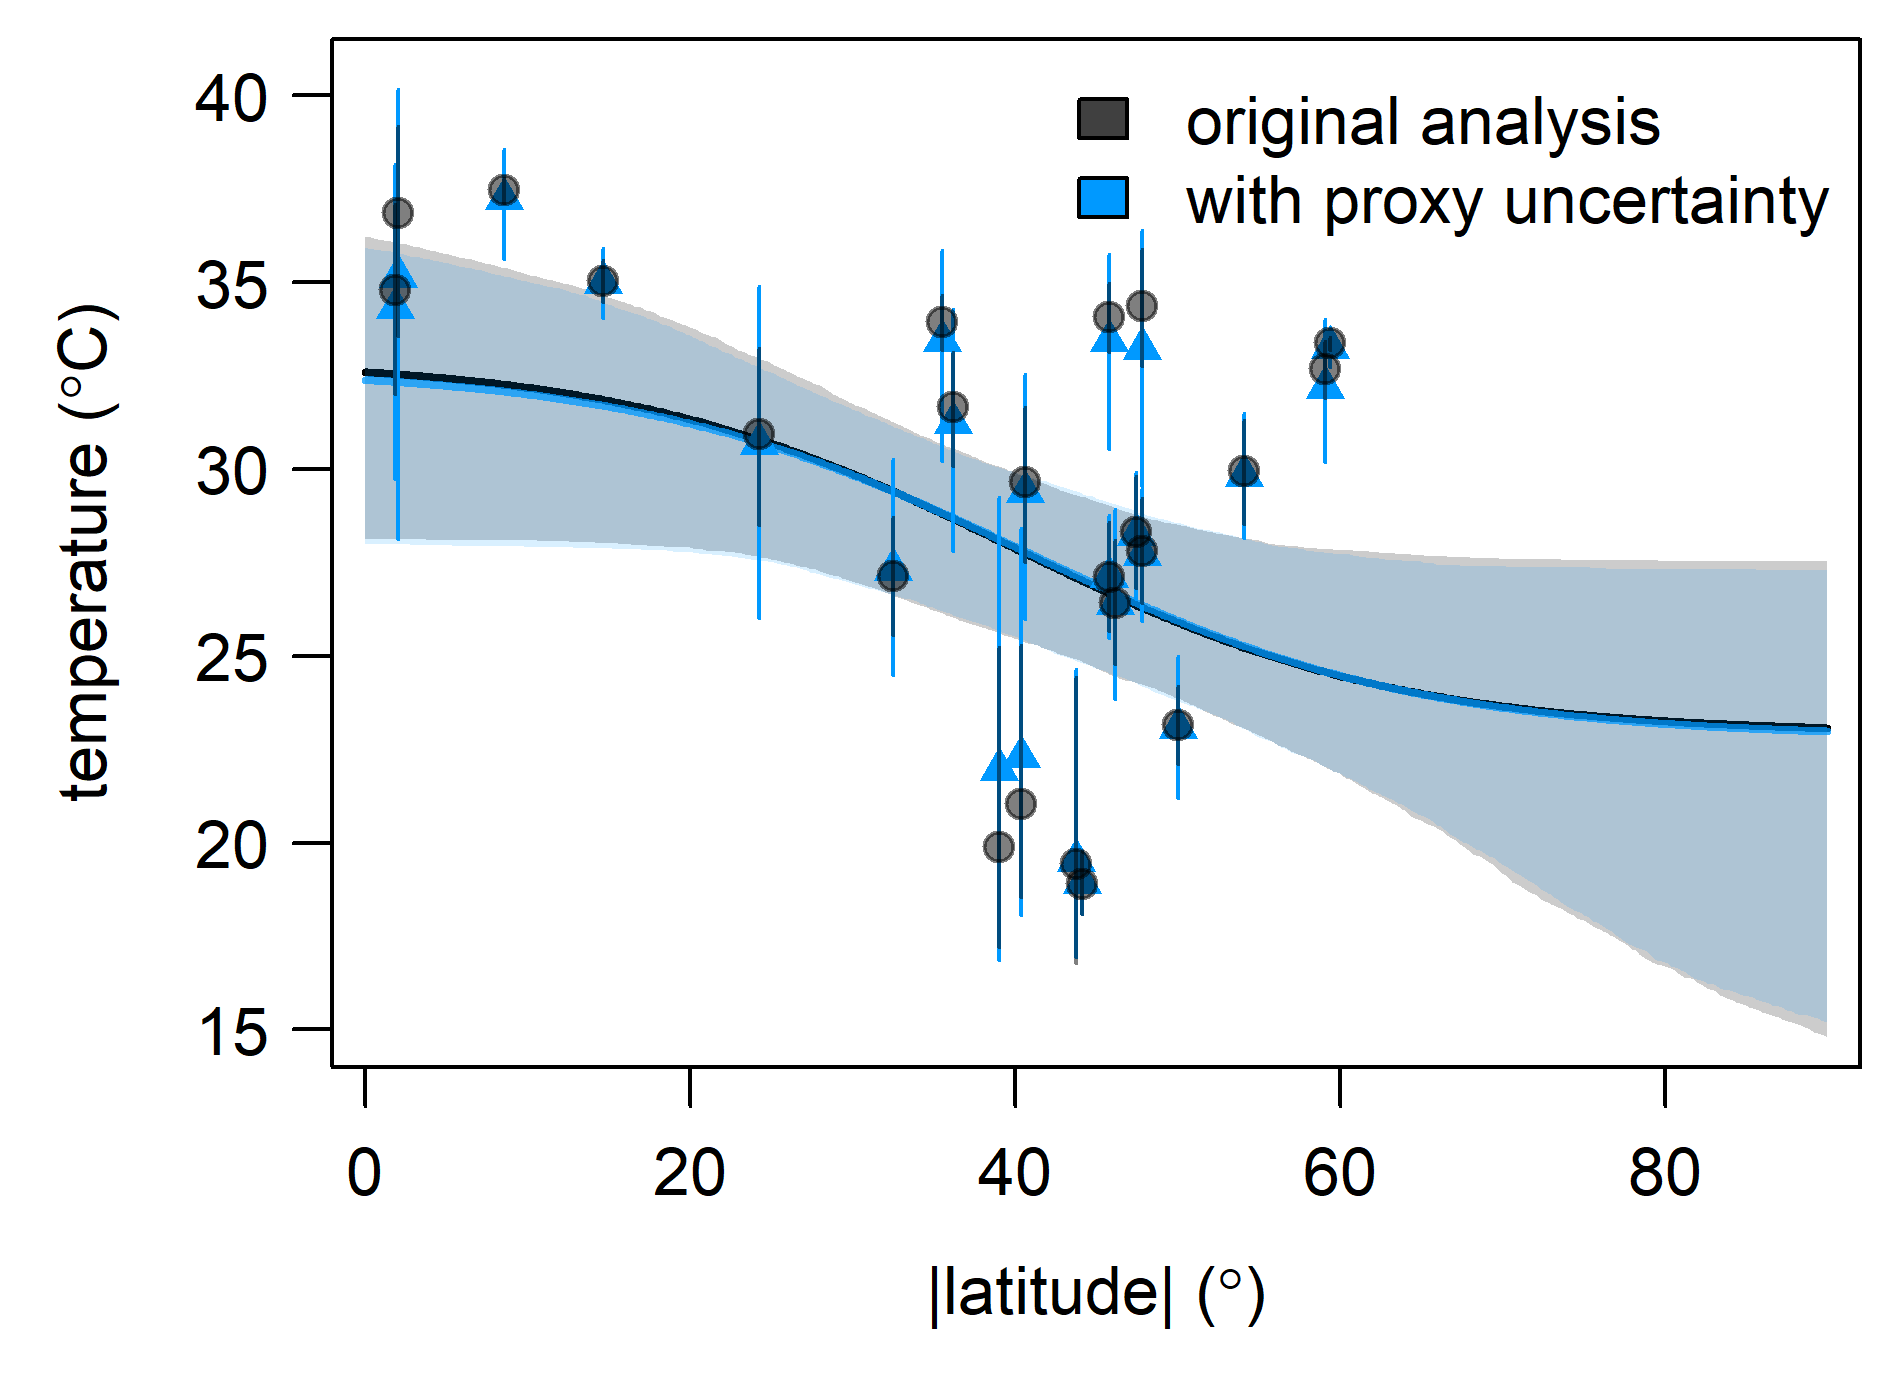 original analysis
with proxy uncertainty
temperature (°C)
40
35
30
25
20
15
0 20 40 60 80
|latitude| (°)